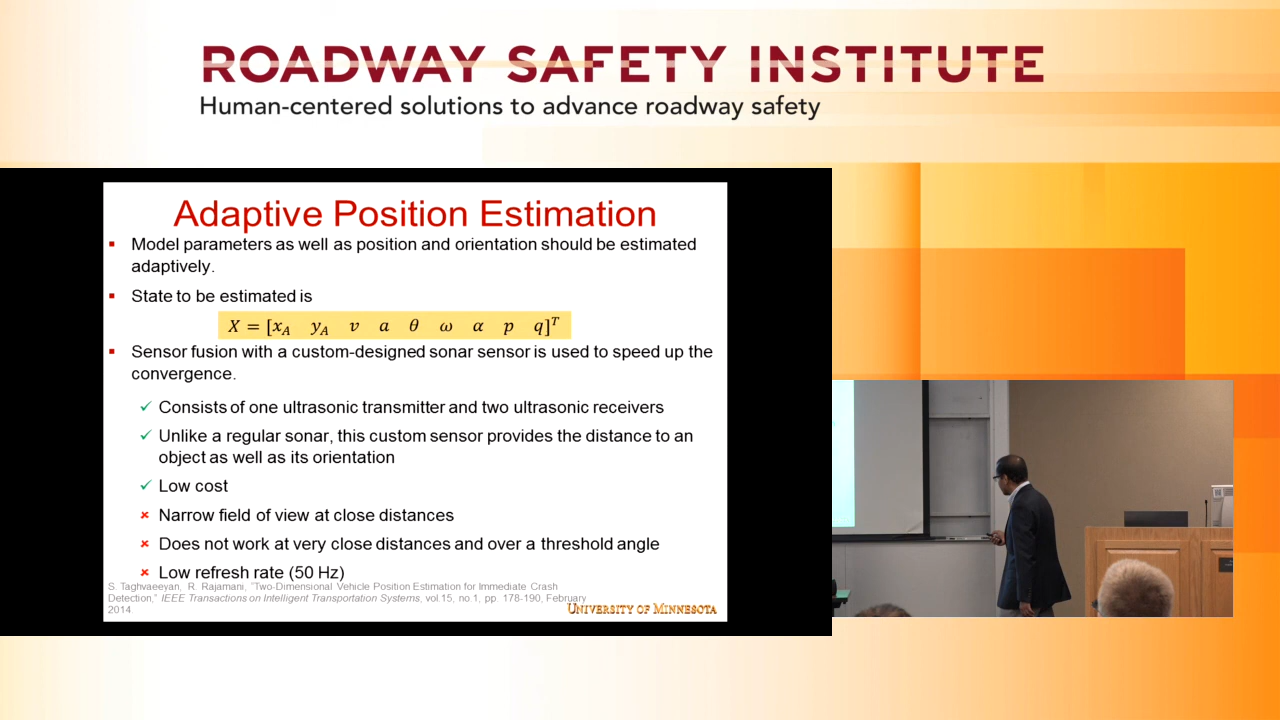 ROADWAY SAFETY INSTITUTE
Human-centered solutions to advance roadway safety
Adaptive Position Estimation
▪ Model parameters as well as position and orientation should be estimated
adaptively.
▪ State to be estimated is
X = [x_A y_A v a θ ω α p q]^T
▪ Sensor fusion with a custom-designed sonar sensor is used to speed up the
convergence.
✓ Consists of one ultrasonic transmitter and two ultrasonic receivers
✓ Unlike a regular sonar, this custom sensor provides the distance to an
object as well as its orientation
✓ Low cost
× Narrow field of view at close distances
× Does not work at very close distances and over a threshold angle
× Low refresh rate (50 Hz)
S. Taghvaeeyan, R. Rajamani, "Two-Dimensional Vehicle Position Estimation for Immediate Crash
Detection," IEEE Transactions on Intelligent Transportation Systems, vol.15, no.1, pp. 178-190, February
2014.
UNIVERSITY OF MINNESOTA